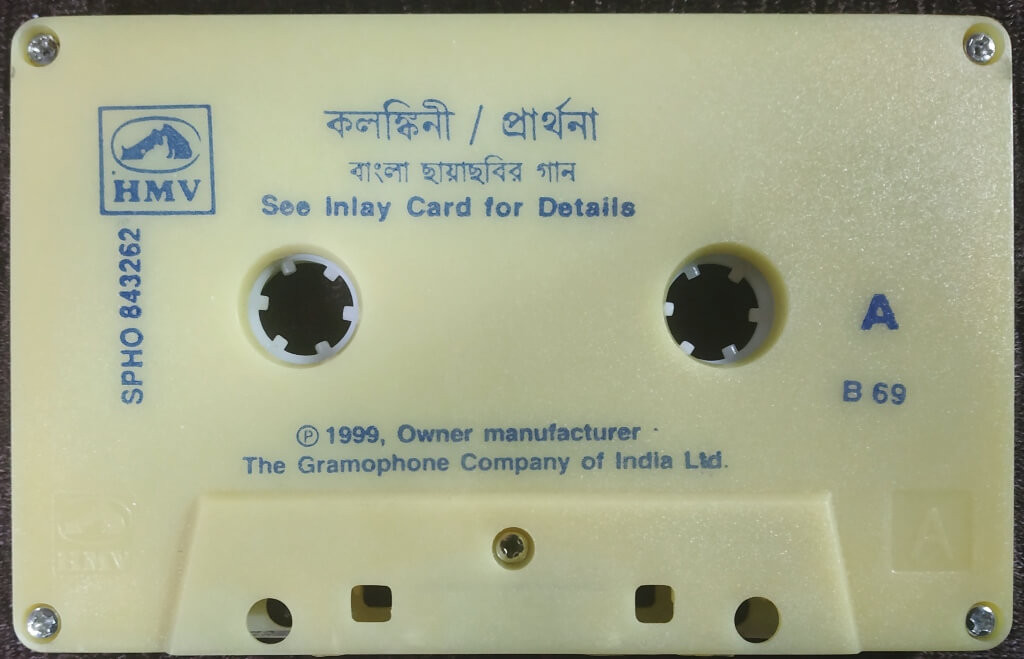 কলঙ্কিনী / প্রার্থনা
বাংলা ছায়াছবির গান
See Inlay Card for Details
HMV
SPHO 843262
A
B 69
Ⓟ 1999, Owner manufacturer
The Gramophone Company of India Ltd.
HMV
A